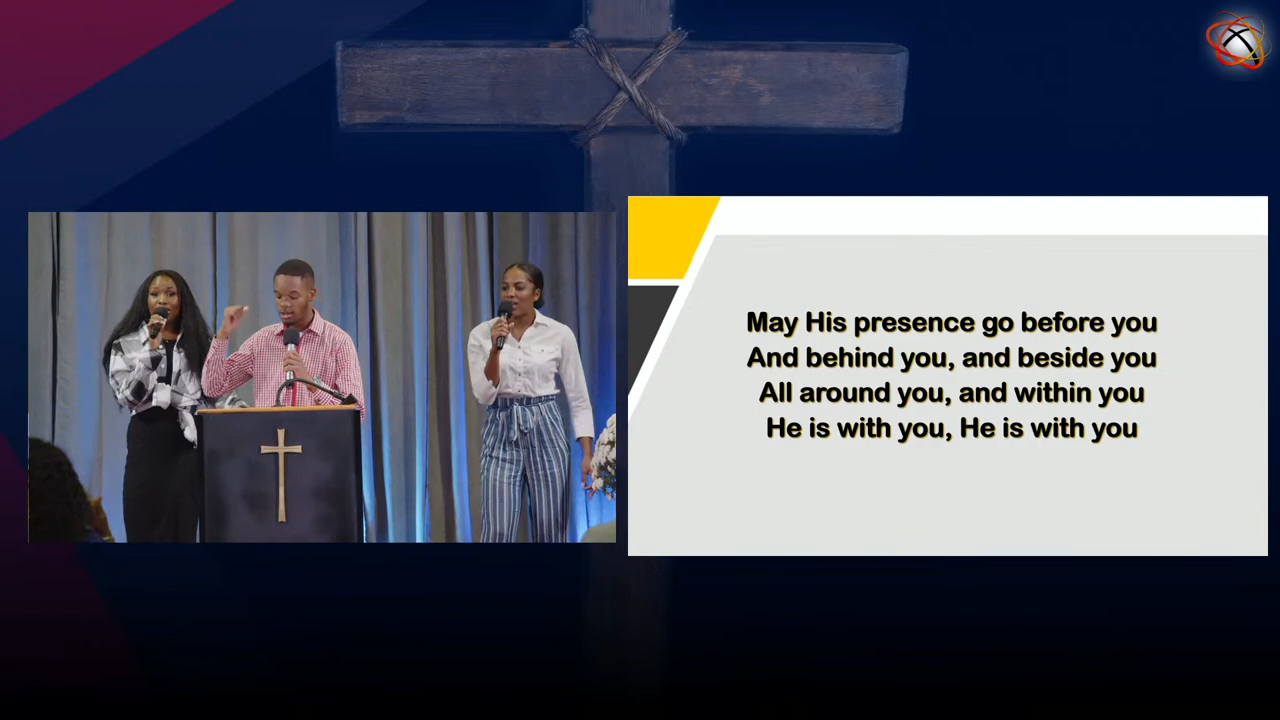 May His presence go before you
And behind you, and beside you
All around you, and within you
He is with you, He is with you